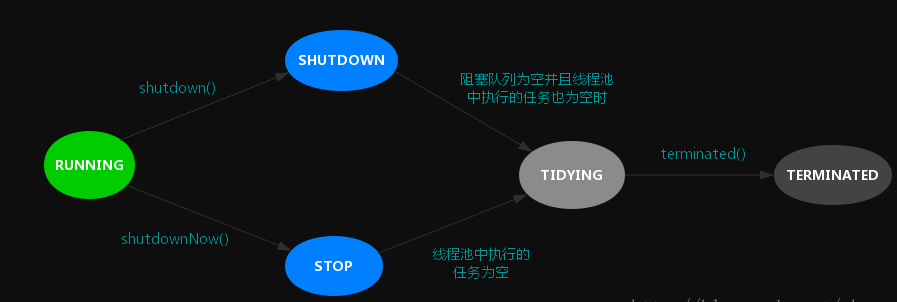 SHUTDOWN
shutdown()
阻塞队列为空并且线程池
中执行的任务也为空时
RUNNING
TIDYING
terminated()
TERMINATED
shutdownNow()
STOP
线程池中执行的
任务为空